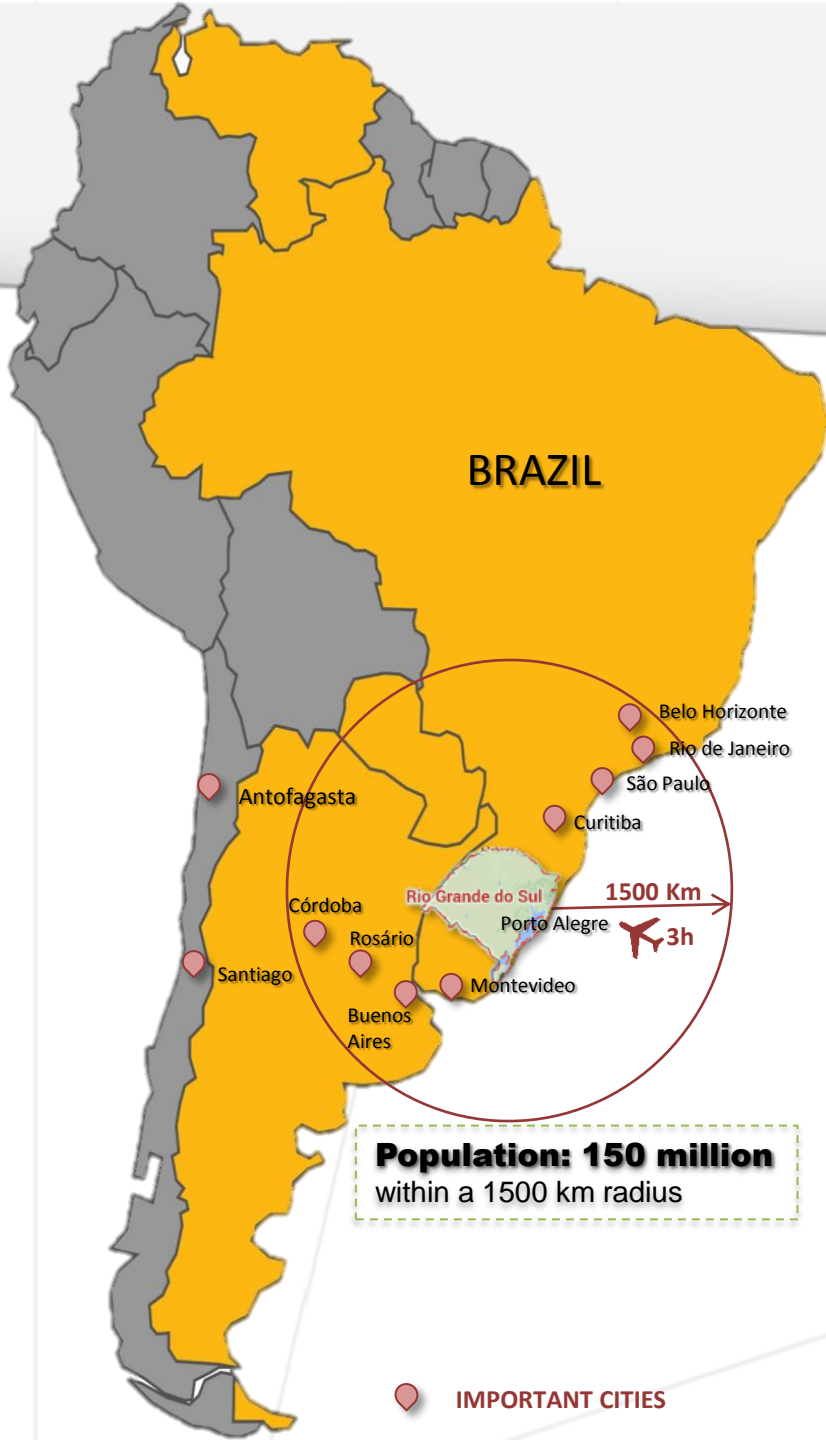 BRAZIL
Belo Horizonte
Rio de Janeiro
São Paulo
Antofagasta
Curitiba
Rio Grande do Sul
1500 Km
Córdoba
Porto Alegre
3h
Rosário
Santiago
Montevideo
Buenos
Aires
Population: 150 million
within a 1500 km radius
IMPORTANT CITIES